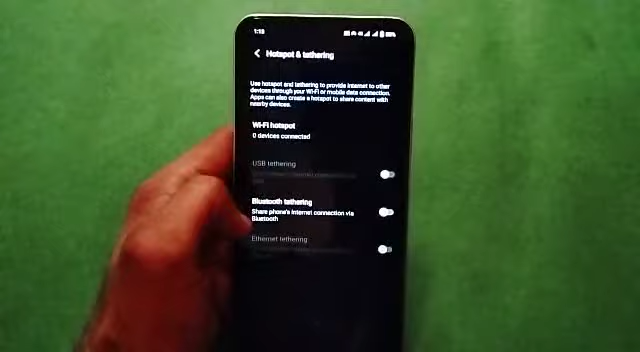 1:15
Hotspot & tethering
Use hotspot and tethering to provide internet to other
devices through your Wi-Fi or mobile data connection.
Apps can also create a hotspot to share content with
nearby devices.
Wi-Fi hotspot
0 devices connected
USB tethering
Bluetooth tethering
Share phone's internet connection via
Bluetooth
Ethernet tethering